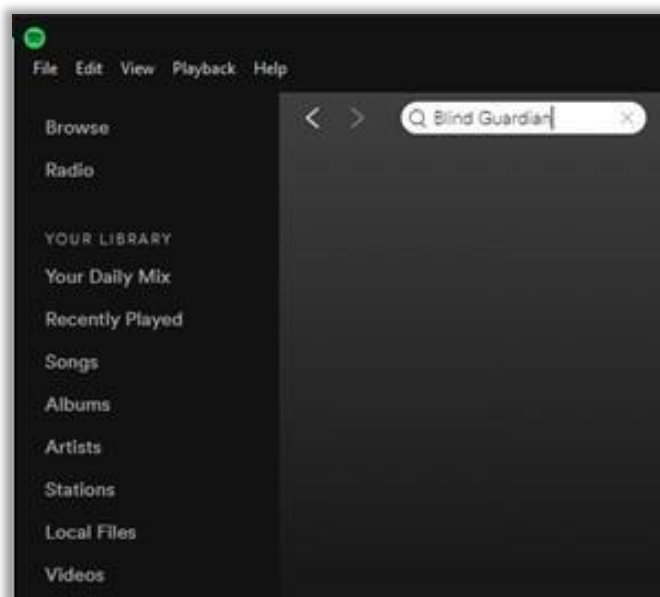 File Edit View Playback Help
Blind Guardian
Browse
Radio
YOUR LIBRARY
Your Daily Mix
Recently Played
Songs
Albums
Artists
Stations
Local Files
Videos